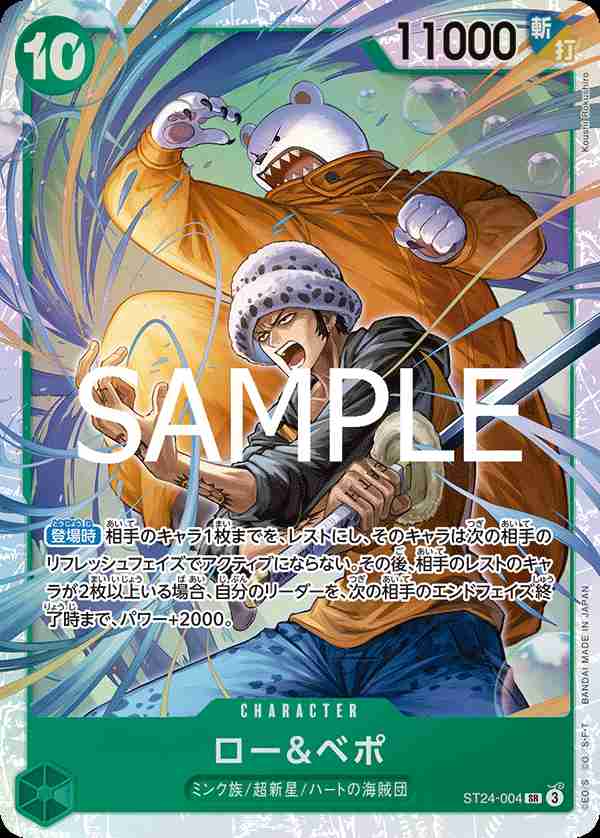 10
11000
斬
打
Koushi Rokushiro
SAMPLE
登場時 相手のキャラ1枚までを、レストにし、そのキャラは次の相手の
リフレッシュフェイズでアクティブにならない。その後、相手のレストのキャ
ラが2枚以上いる場合、自分のリーダーを、次の相手のエンドフェイズ終
了時まで、パワー+2000。
CHARACTER
ロー&ベポ
ミンク族/超新星/ハートの海賊団
ST24-004 SR 3
©E.O/S. ©O. S・F・T BANDAI MADE IN JAPAN